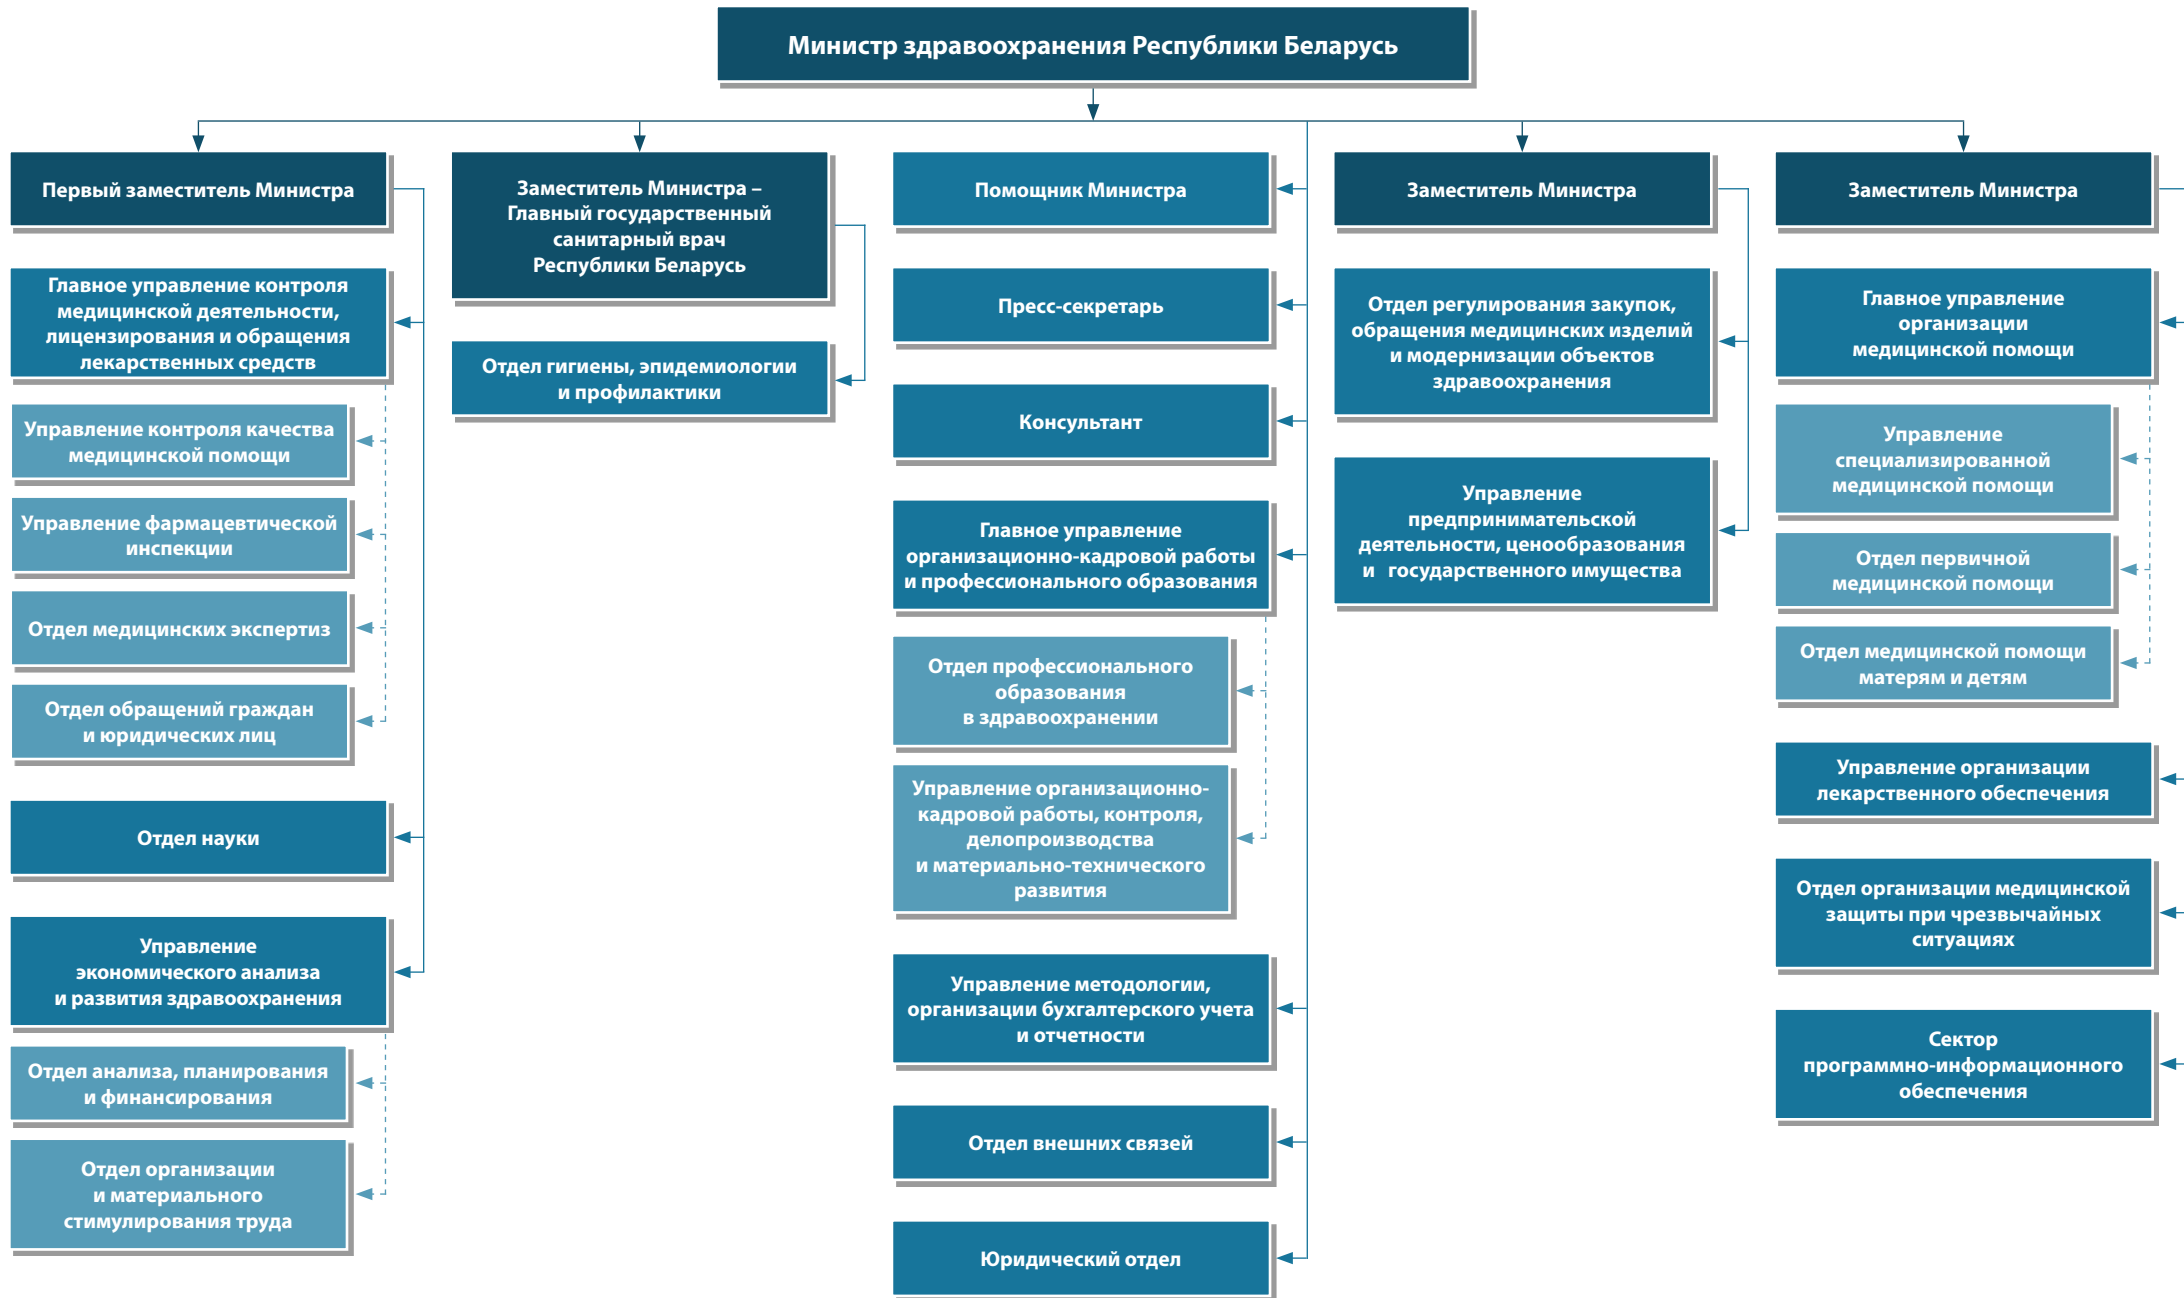 Министр здравоохранения Республики Беларусь
Первый заместитель Министра
Главное управление контроля
медицинской деятельности,
лицензирования и обращения
лекарственных средств
Управление контроля качества
медицинской помощи
Управление фармацевтической
инспекции
Отдел медицинских экспертиз
Отдел обращений граждан
и юридических лиц
Отдел науки
Управление
экономического анализа
и развития здравоохранения
Отдел анализа, планирования
и финансирования
Отдел организации
и материального
стимулирования труда
Заместитель Министра –
Главный государственный
санитарный врач
Республики Беларусь
Отдел гигиены, эпидемиологии
и профилактики
Помощник Министра
Пресс-секретарь
Консультант
Главное управление
организационно-кадровой работы
и профессионального образования
Отдел профессионального
образования
в здравоохранении
Управление организационно-
кадровой работы, контроля,
делопроизводства
и материально-технического
развития
Управление методологии,
организации бухгалтерского учета
и отчетности
Отдел внешних связей
Юридический отдел
Заместитель Министра
Отдел регулирования закупок,
обращения медицинских изделий
и модернизации объектов
здравоохранения
Управление
предпринимательской
деятельности, ценообразования
и государственного имущества
Заместитель Министра
Главное управление
организации
медицинской помощи
Управление
специализированной
медицинской помощи
Отдел первичной
медицинской помощи
Отдел медицинской помощи
матерям и детям
Управление организации
лекарственного обеспечения
Отдел организации медицинской
защиты при чрезвычайных
ситуациях
Сектор
программно-информационного
обеспечения